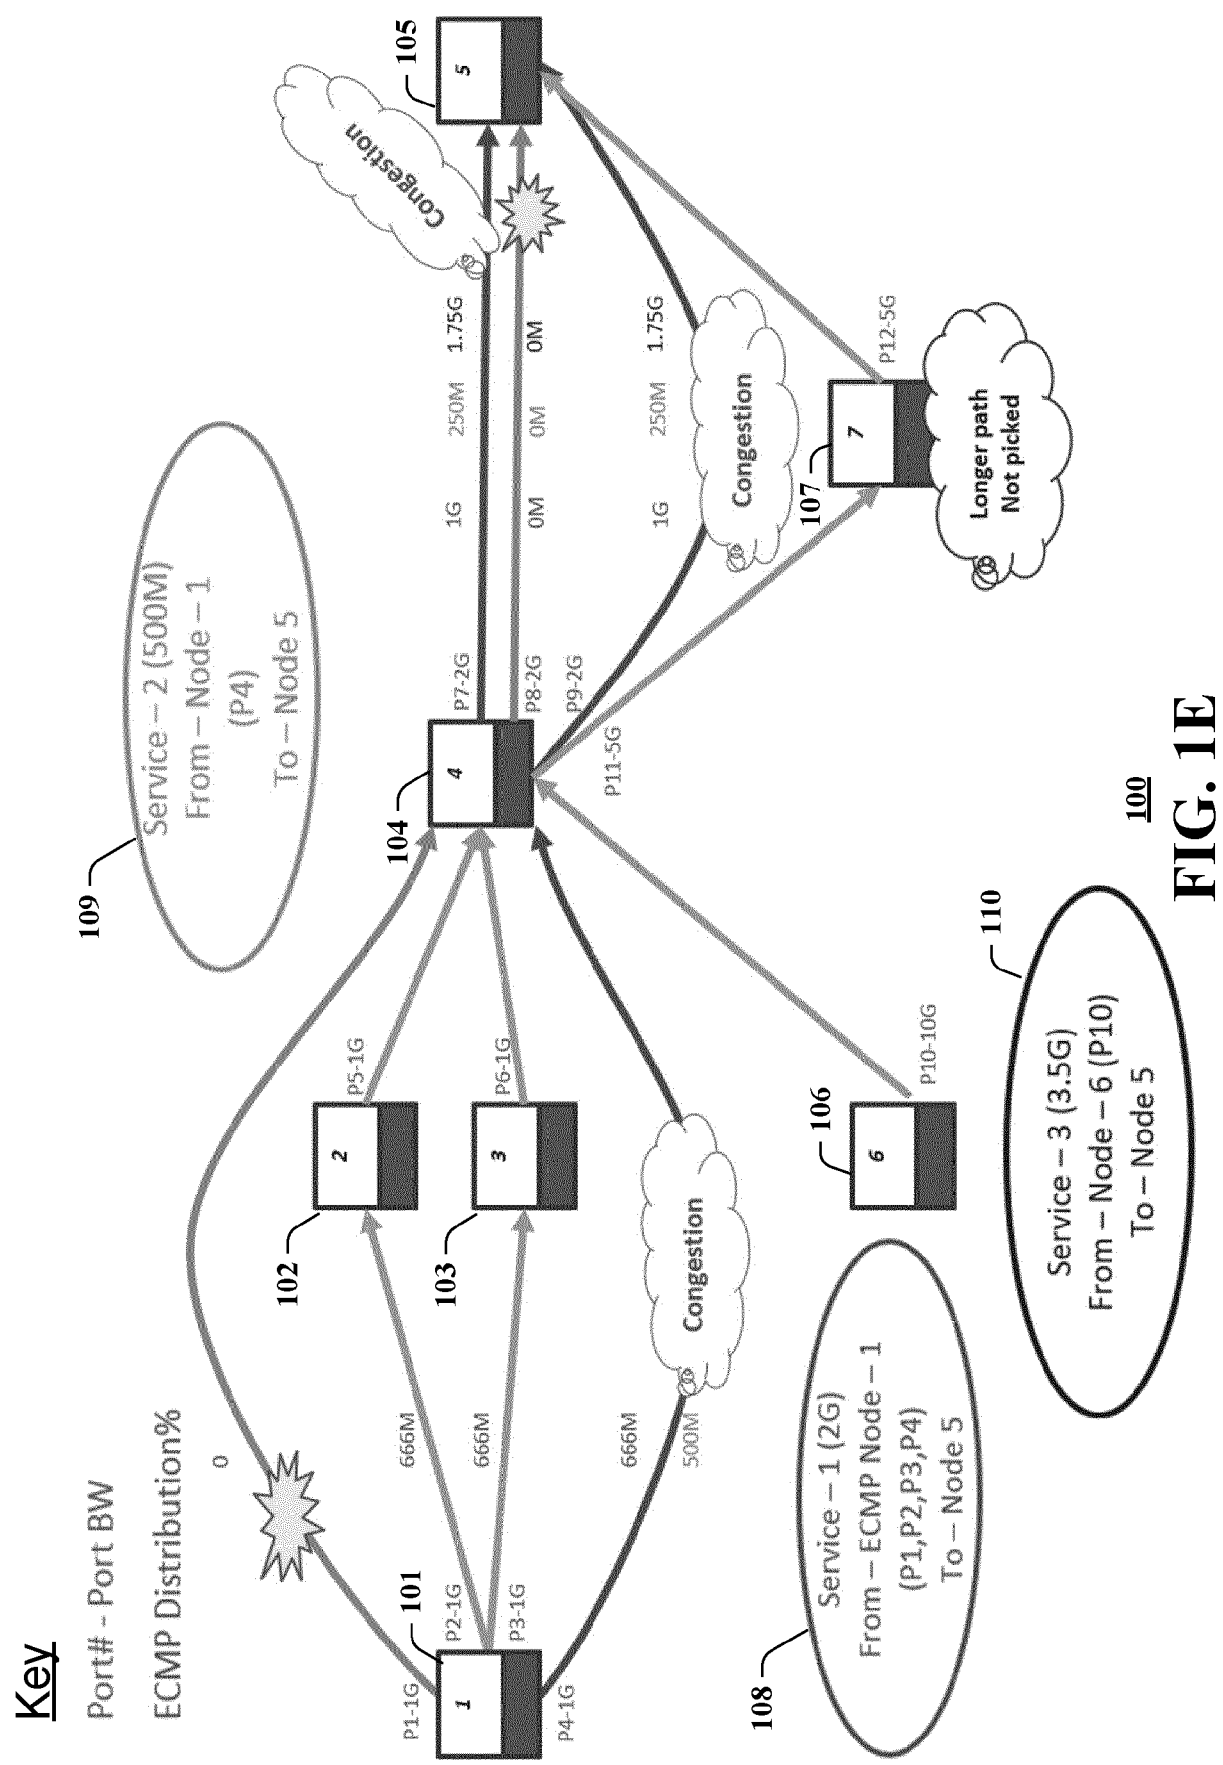 Key
Port# - Port BW
ECMP Distribution%
109
Service – 2 (500M)
From – Node – 1
(P4)
To – Node 5
Congestion
105
5
0
P1-1G
101
1
P2-1G
P3-1G
P4-1G
666M
666M
666M
500M
102
2
P5-1G
103
3
P6-1G
Congestion
104
4
P7-2G
P8-2G
P9-2G
P11-5G
1G 250M 1.75G
0M 0M 0M
1G 250M 1.75G
Congestion
107
7
P12-5G
Longer path
Not picked
106
6
P10-10G
108
Service – 1 (2G)
From – ECMP Node – 1
(P1,P2,P3,P4)
To – Node 5
110
Service – 3 (3.5G)
From – Node – 6 (P10)
To – Node 5
100
FIG. 1E